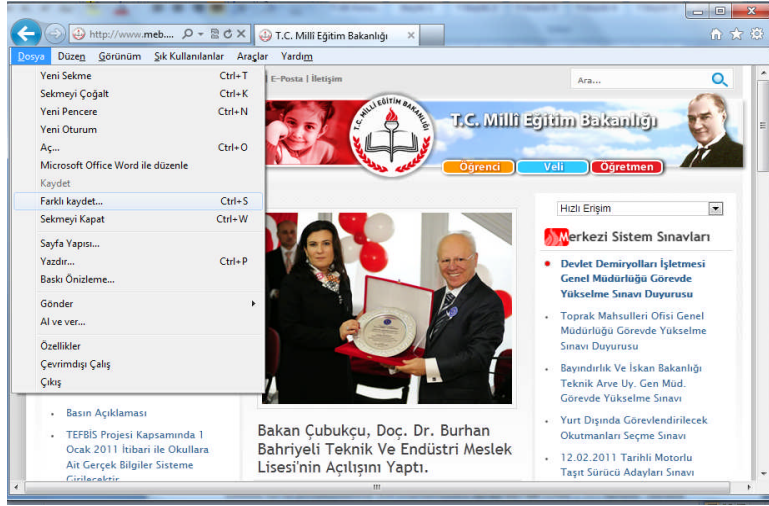 http://www.meb....
T.C. Milli Eğitim Bakanlığı
Dosya Düzen Görünüm Sık Kullanılanlar Araçlar Yardım
Yeni Sekme Ctrl+T
Sekmeyi Çoğalt Ctrl+K
Yeni Pencere Ctrl+N
Yeni Oturum
Aç... Ctrl+O
Microsoft Office Word ile düzenle
Kaydet
Farklı kaydet... Ctrl+S
Sekmeyi Kapat Ctrl+W
Sayfa Yapısı...
Yazdır... Ctrl+P
Baskı Önizleme...
Gönder
Al ve ver...
Özellikler
Çevrimdışı Çalış
Çıkış
| E-Posta | İletişim
Ara...
T.C. MİLLİ EĞİTİM BAKANLIĞI
T.C. Millî Eğitim Bakanlığı
Öğrenci Veli Öğretmen
Hızlı Erişim
Merkezi Sistem Sınavları
Devlet Demiryolları İşletmesi
Genel Müdürlüğü Görevde
Yükselme Sınavı Duyurusu
Toprak Mahsulleri Ofisi Genel
Müdürlüğü Görevde Yükselme
Sınavı Duyurusu
Bayındırlık Ve İskan Bakanlığı
Teknik Arve Uy. Gen Müd.
Görevde Yükselme Sınavı
Yurt Dışında Görevlendirilecek
Okutmanları Seçme Sınavı
12.02.2011 Tarihli Motorlu
Taşıt Sürücü Adayları Sınavı
Basın Açıklaması
TEFBİS Projesi Kapsamında 1
Ocak 2011 İtibari ile Okullara
Ait Gerçek Bilgiler Sisteme
Girilecektir
Bakan Çubukçu, Doç. Dr. Burhan
Bahriyeli Teknik Ve Endüstri Meslek
Lisesi'nin Açılışını Yaptı.